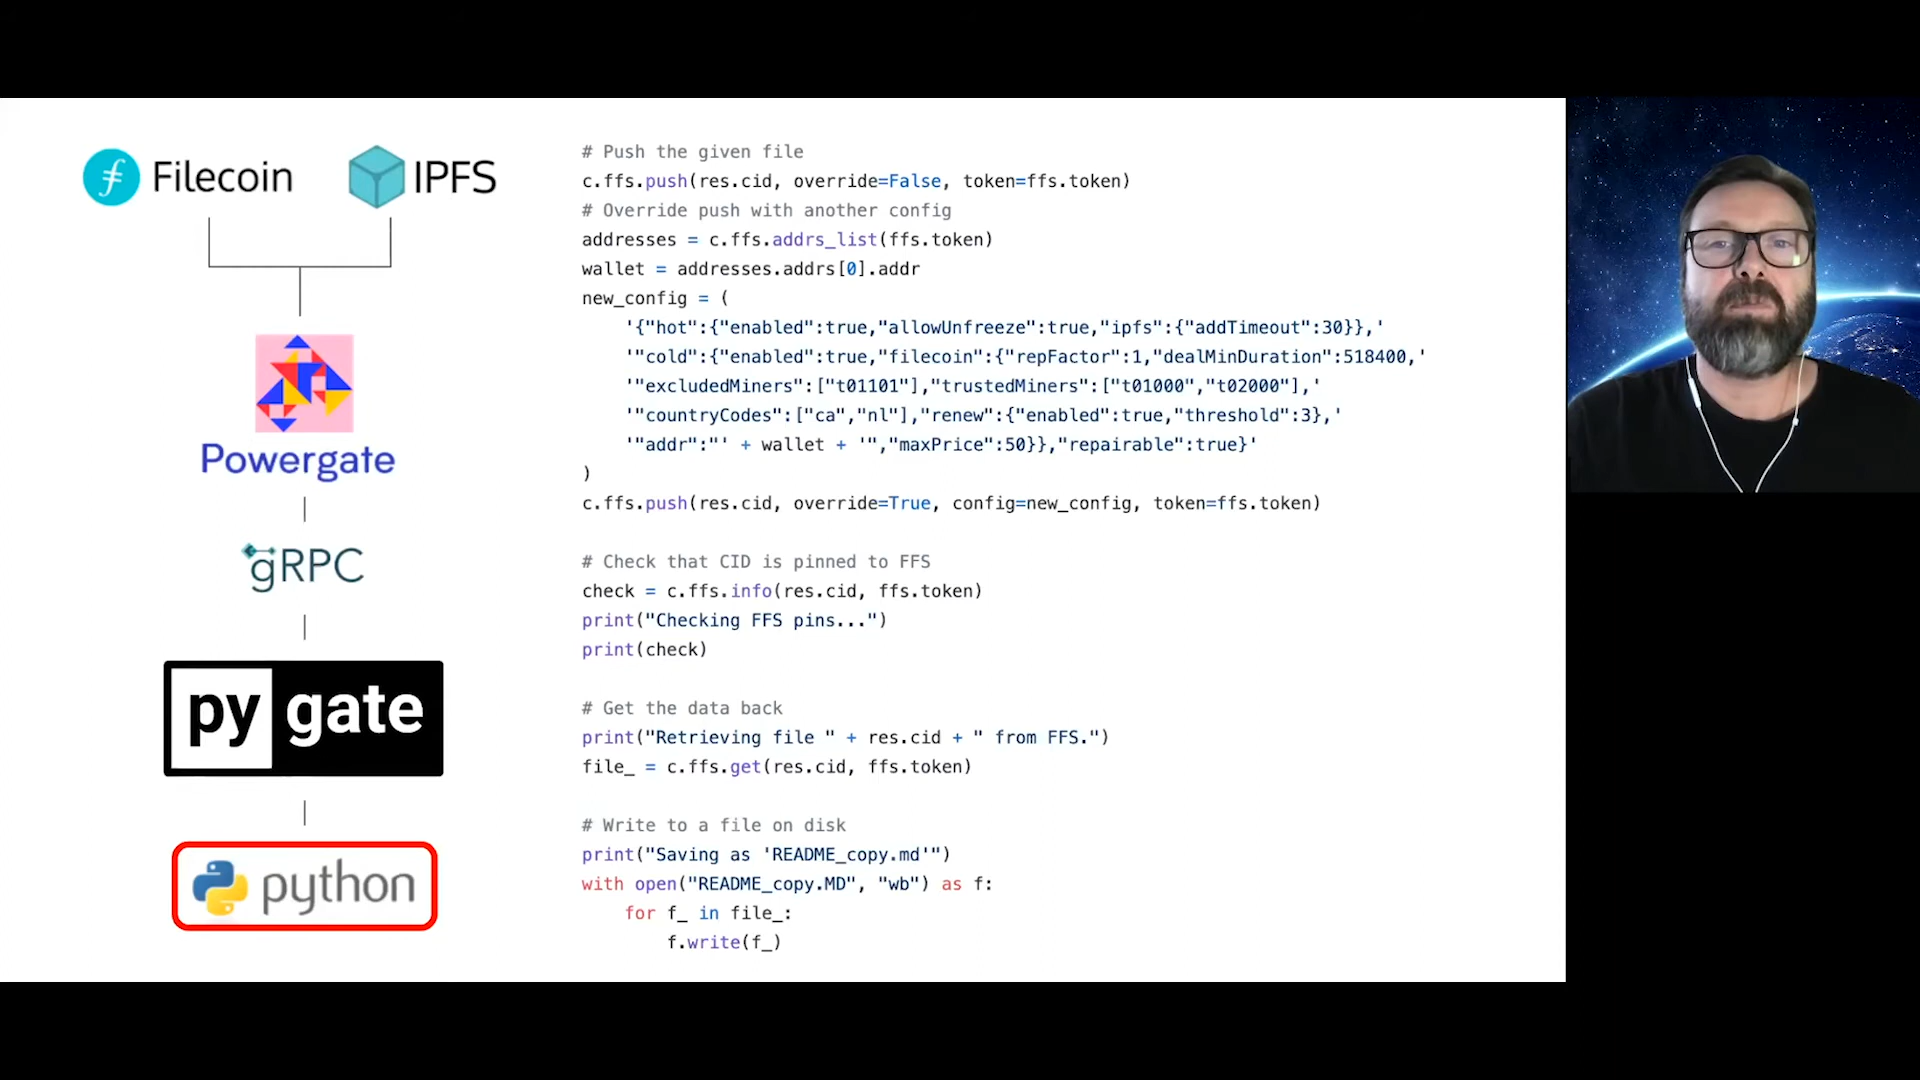 Filecoin
IPFS
Powergate
gRPC
py gate
python
# Push the given file
c.ffs.push(res.cid, override=False, token=ffs.token)
# Override push with another config
addresses = c.ffs.addrs_list(ffs.token)
wallet = addresses.addrs[0].addr
new_config = (
    '{"hot":{"enabled":true,"allowUnfreeze":true,"ipfs":{"addTimeout":30}},'
    '"cold":{"enabled":true,"filecoin":{"repFactor":1,"dealMinDuration":518400,'
    '"excludedMiners":["t01101"],"trustedMiners":["t01000","t02000"],'
    '"countryCodes":["ca","nl"],"renew":{"enabled":true,"threshold":3},'
    '"addr":"' + wallet + '","maxPrice":50}},"repairable":true}'
)
c.ffs.push(res.cid, override=True, config=new_config, token=ffs.token)
# Check that CID is pinned to FFS
check = c.ffs.info(res.cid, ffs.token)
print("Checking FFS pins...")
print(check)
# Get the data back
print("Retrieving file " + res.cid + " from FFS.")
file_ = c.ffs.get(res.cid, ffs.token)
# Write to a file on disk
print("Saving as 'README_copy.md'")
with open("README_copy.MD", "wb") as f:
    for f_ in file_:
        f.write(f_)